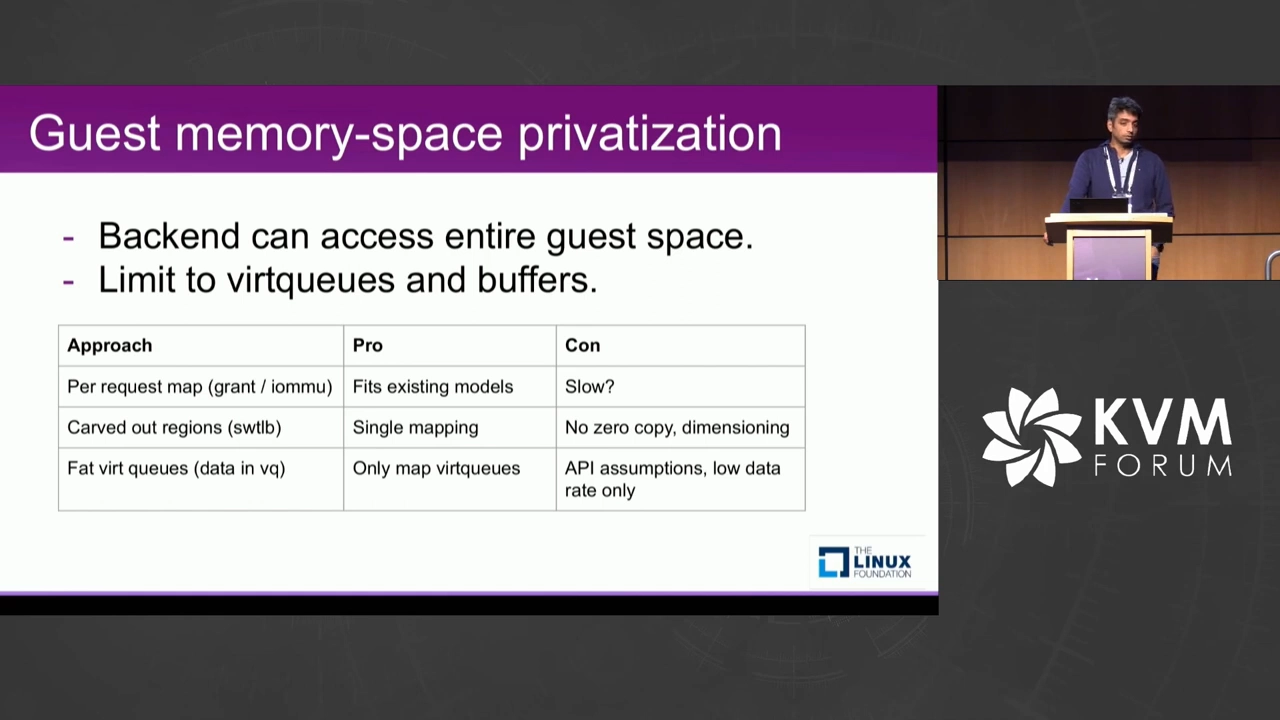 Guest memory-space privatization
- Backend can access entire guest space.
- Limit to virtqueues and buffers.
Approach Pro Con
Per request map (grant / iommu) Fits existing models Slow?
Carved out regions (swtlb) Single mapping No zero copy, dimensioning
Fat virt queues (data in vq) Only map virtqueues API assumptions, low data
rate only
THE
LINUX
FOUNDATION
KVM
FORUM